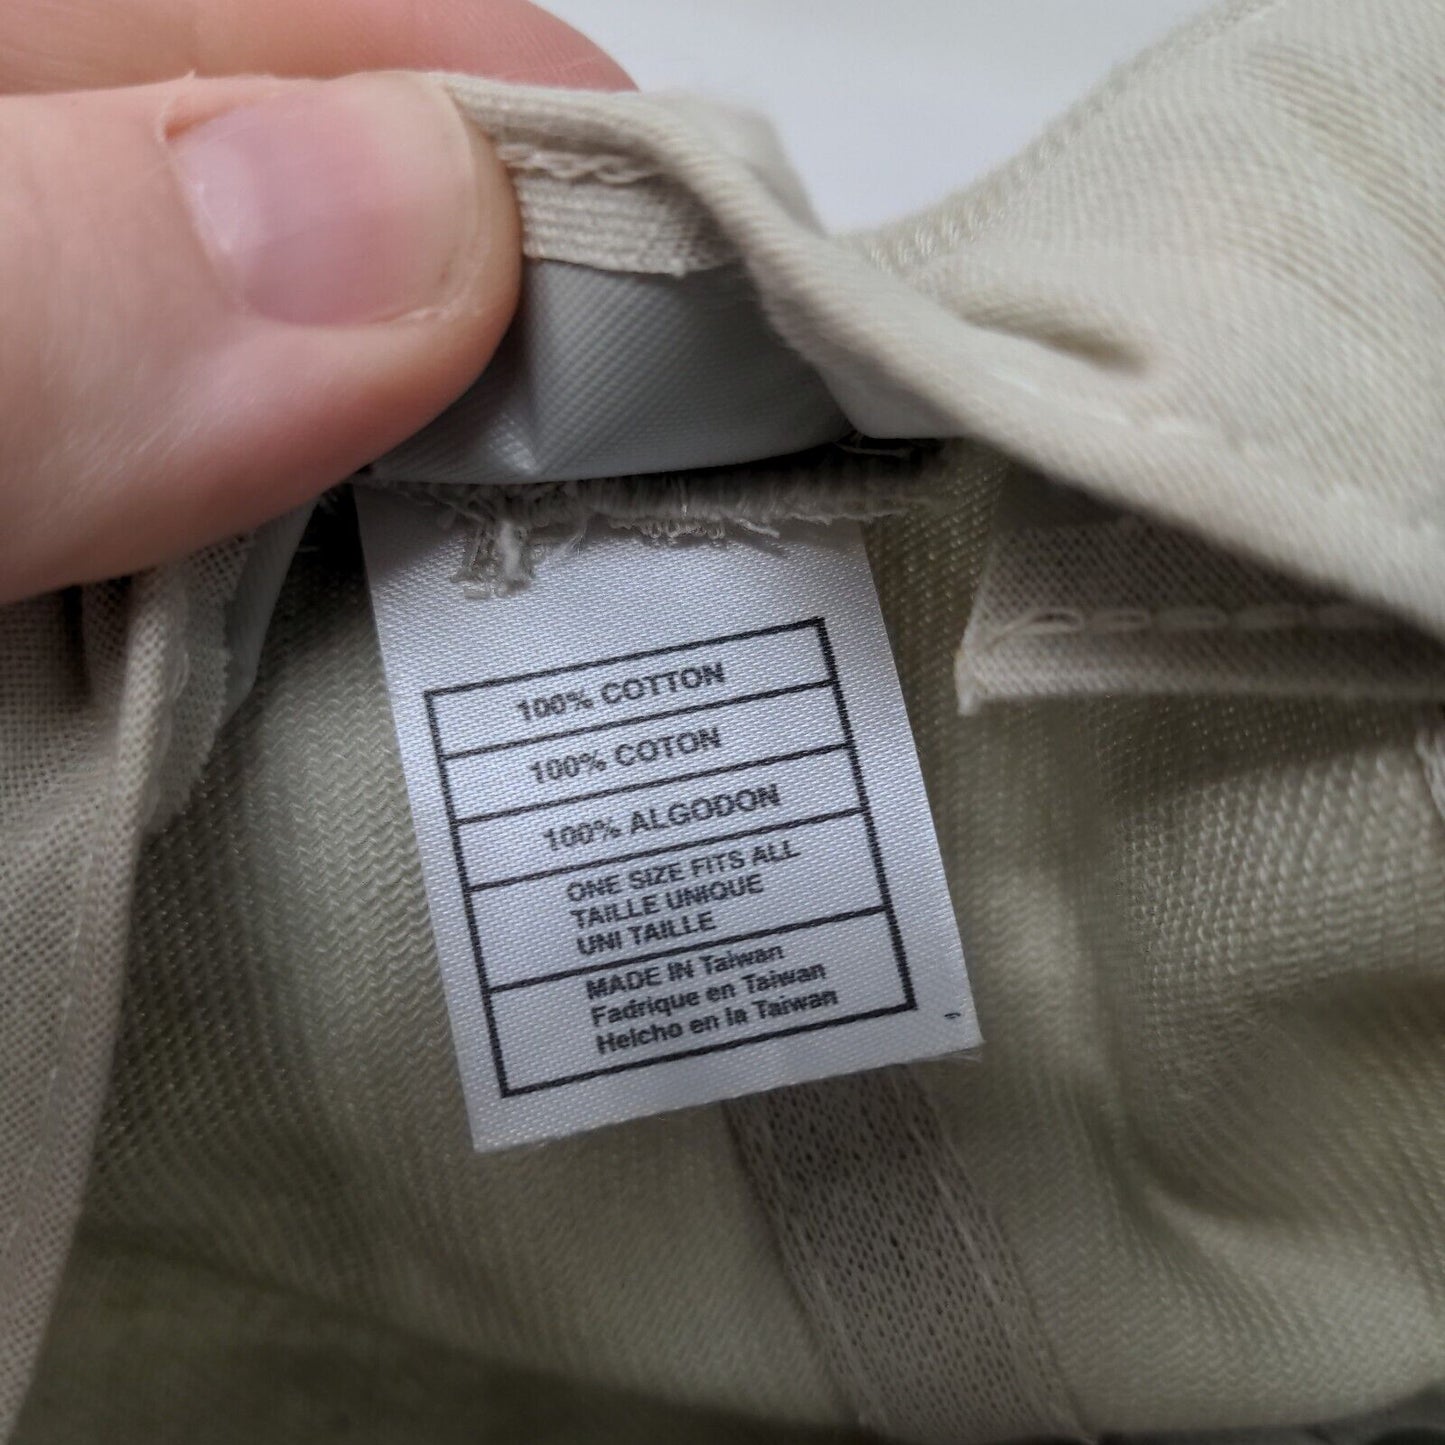 100% COTTON
100% COTON
100% ALGODON
ONE SIZE FITS ALL
TAILLE UNIQUE
UNI TAILLE
MADE IN Taiwan
Fadrique en Taiwan
Helcho en la Taiwan